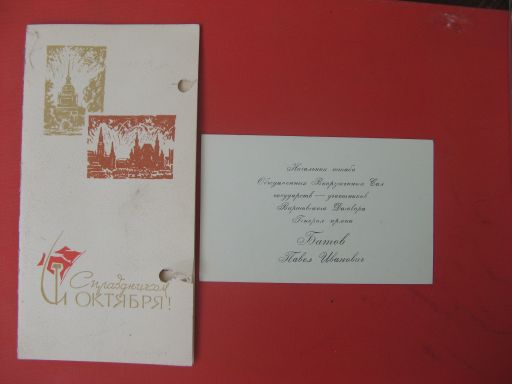 С праздником
Октября!
Начальник штаба
Объединенных Вооруженных Сил
государств — участников
Варшавского Договора
Генерал армии
Батов
Павел Иванович